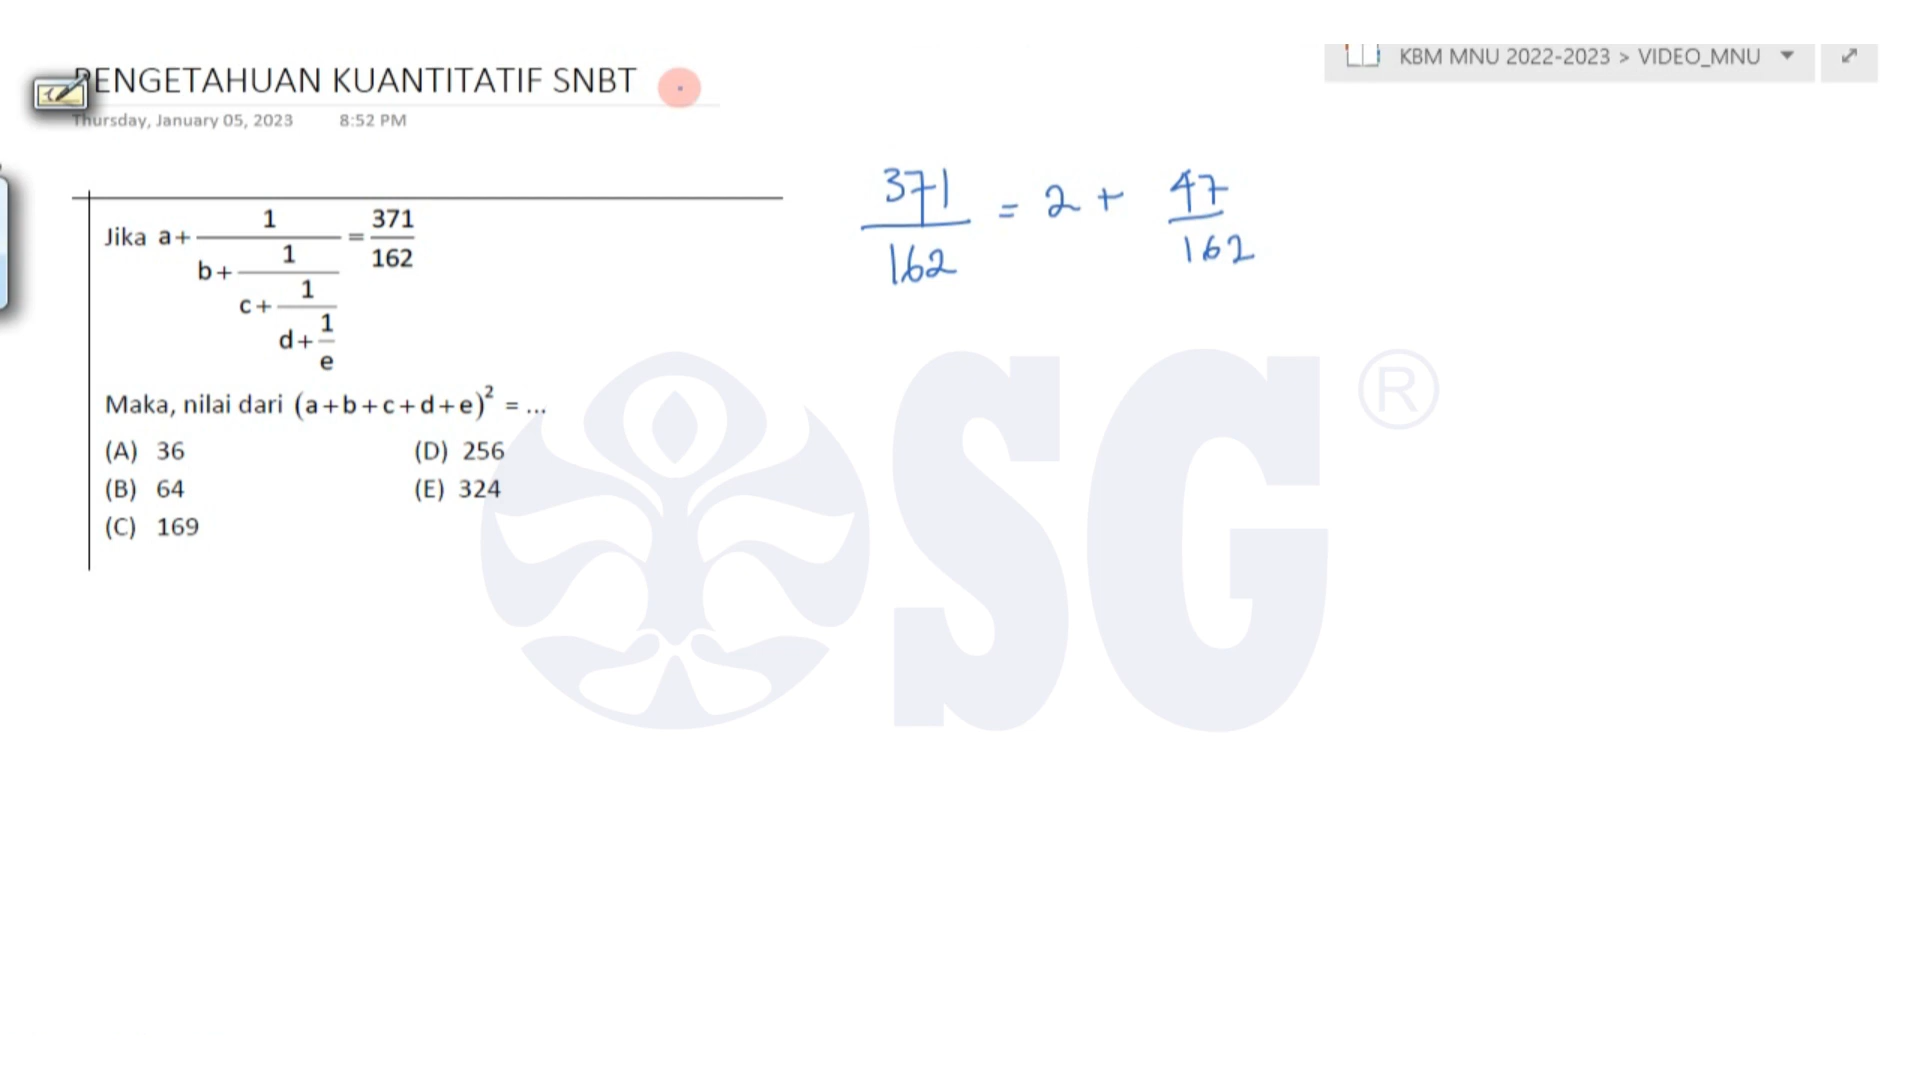 KBM MNU 2022-2023 > VIDEO_MNU
PENGETAHUAN KUANTITATIF SNBT
Thursday, January 05, 2023 8:52 PM
Jika a+1/(b+1/(c+1/(d+1/e))) = 371/162
Maka, nilai dari (a+b+c+d+e)² = ...
(A) 36
(B) 64
(C) 169
(D) 256
(E) 324
371/162 = 2 + 47/162
SG®